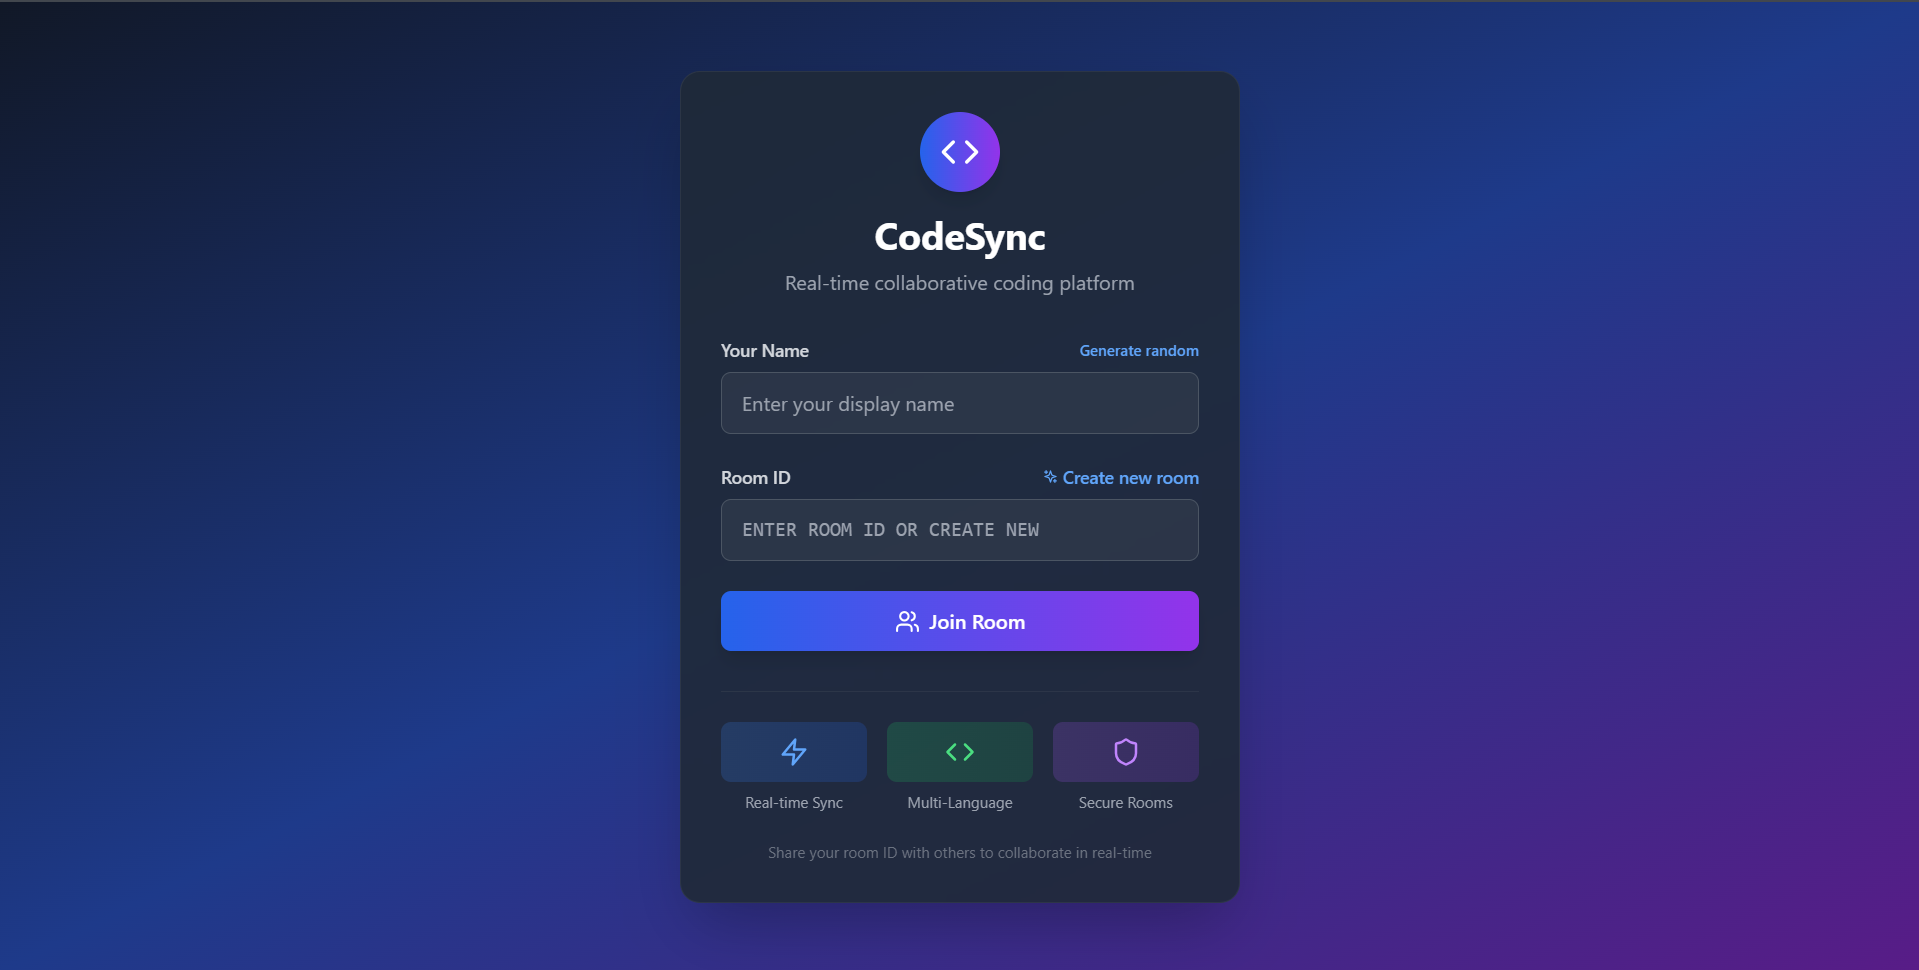 CodeSync
Real-time collaborative coding platform
Your Name
Generate random
Enter your display name
Room ID
Create new room
ENTER ROOM ID OR CREATE NEW
Join Room
Real-time Sync
Multi-Language
Secure Rooms
Share your room ID with others to collaborate in real-time